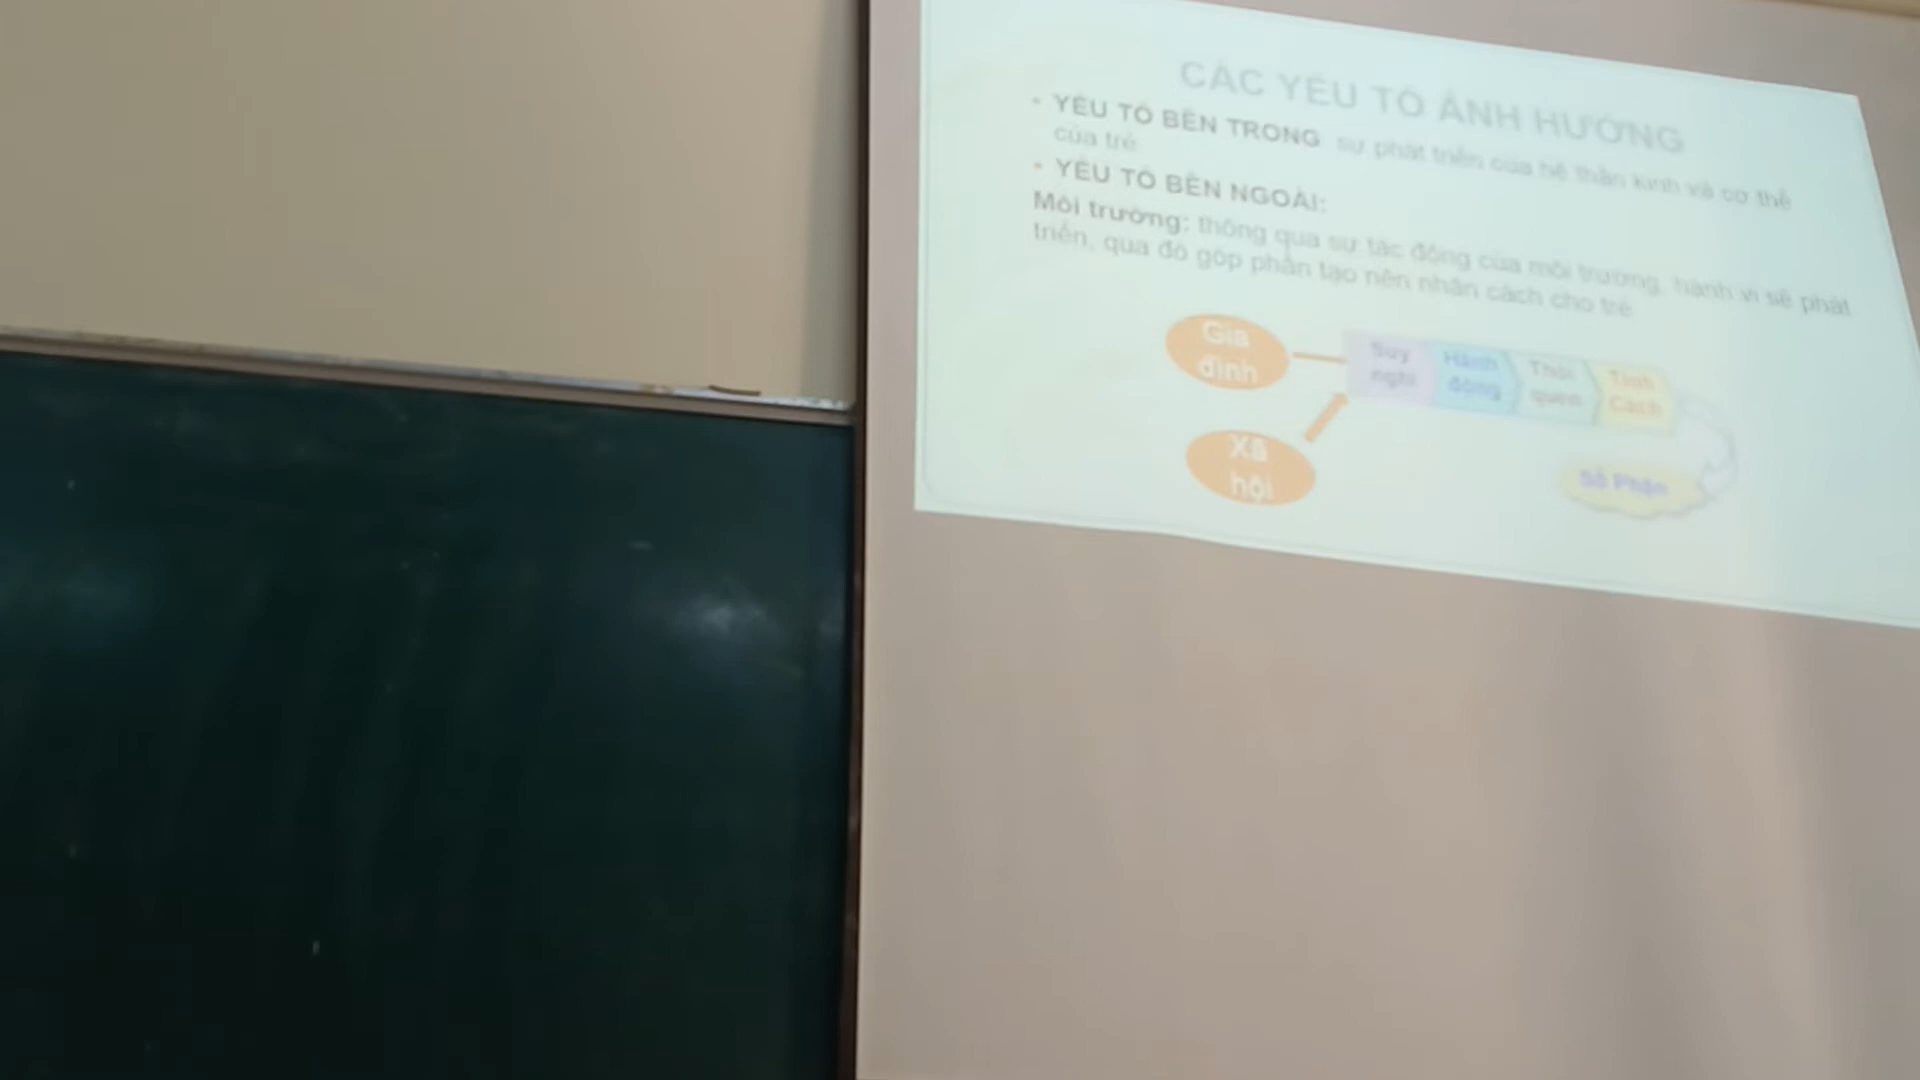 CÁC YẾU TỐ ẢNH HƯỞNG
- YẾU TỐ BÊN TRONG sự phát triển của hệ thần kinh và cơ thể
của trẻ
- YẾU TỐ BÊN NGOÀI:
Môi trường: thông qua sự tác động của môi trường, hành vi sẽ phát
triển, qua đó góp phần tạo nên nhân cách cho trẻ
Gia
đình
Suy
nghĩ
Hành
động
Thói
quen
Tính
Cách
Xã
hội
Số Phận